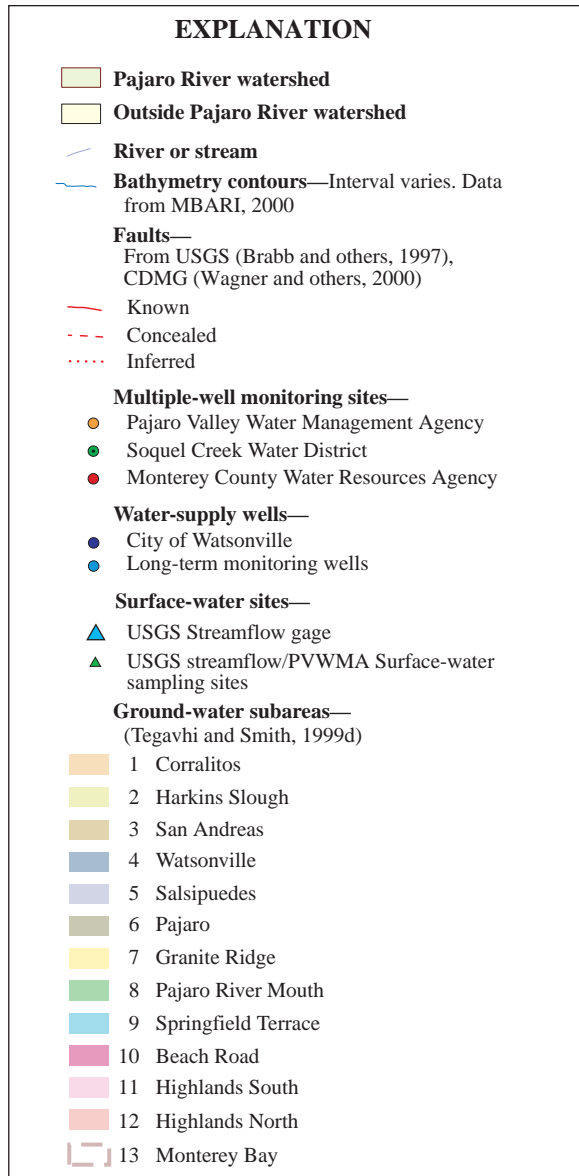 EXPLANATION
Pajaro River watershed
Outside Pajaro River watershed
River or stream
Bathymetry contours—Interval varies. Data
from MBARI, 2000
Faults—
From USGS (Brabb and others, 1997),
CDMG (Wagner and others, 2000)
Known
Concealed
Inferred
Multiple-well monitoring sites—
Pajaro Valley Water Management Agency
Soquel Creek Water District
Monterey County Water Resources Agency
Water-supply wells—
City of Watsonville
Long-term monitoring wells
Surface-water sites—
USGS Streamflow gage
USGS streamflow/PVWMA Surface-water
sampling sites
Ground-water subareas—
(Tegavhi and Smith, 1999d)
1 Corralitos
2 Harkins Slough
3 San Andreas
4 Watsonville
5 Salsipuedes
6 Pajaro
7 Granite Ridge
8 Pajaro River Mouth
9 Springfield Terrace
10 Beach Road
11 Highlands South
12 Highlands North
13 Monterey Bay